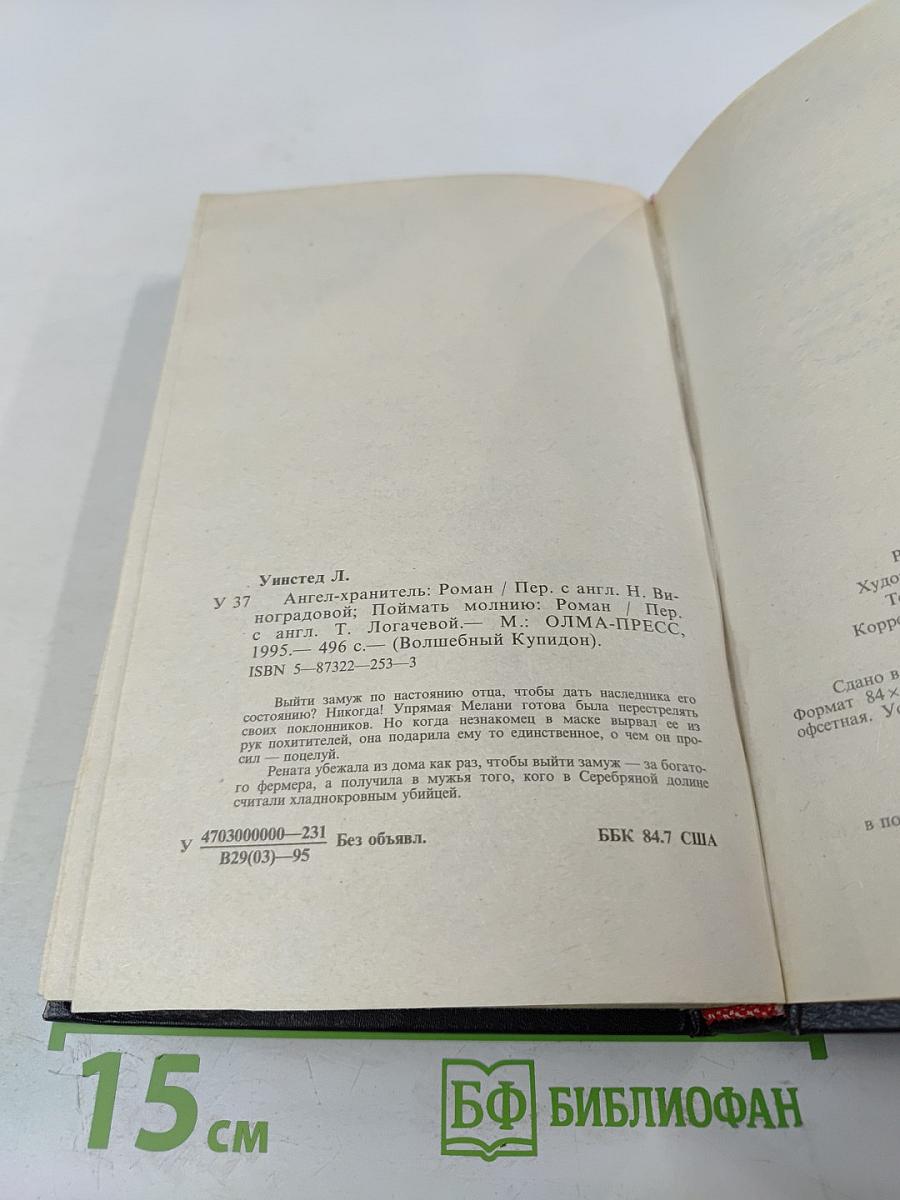 Уинстед Л.
У 37 Ангел-хранитель: Роман / Пер. с англ. Н. Ви-
ноградовой; Поймать молнию: Роман / Пер.
с англ. Т. Логачевой.— М.: ОЛМА-ПРЕСС,
1995.— 496 с.— (Волшебный Купидон).
ISBN 5—87322—253—3
Выйти замуж по настоянию отца, чтобы дать наследника его
состоянию? Никогда! Упрямая Мелани готова была перестрелять
своих поклонников. Но когда незнакомец в маске вырвал ее из
рук похитителей, она подарила ему то единственное, о чем он про-
сил — поцелуй.
Рената убежала из дома как раз, чтобы выйти замуж — за богато-
го фермера, а получила в мужья того, кого в Серебряной долине
считали хладнокровным убийцей.
У 4703000000—231 Без объявл. ББК 84.7 США
В29(03)—95
Худо
Те
Корре
Сдано в
Формат 84×
офсетная. Ус
в по
15 см
БФ БИБЛИОФАН